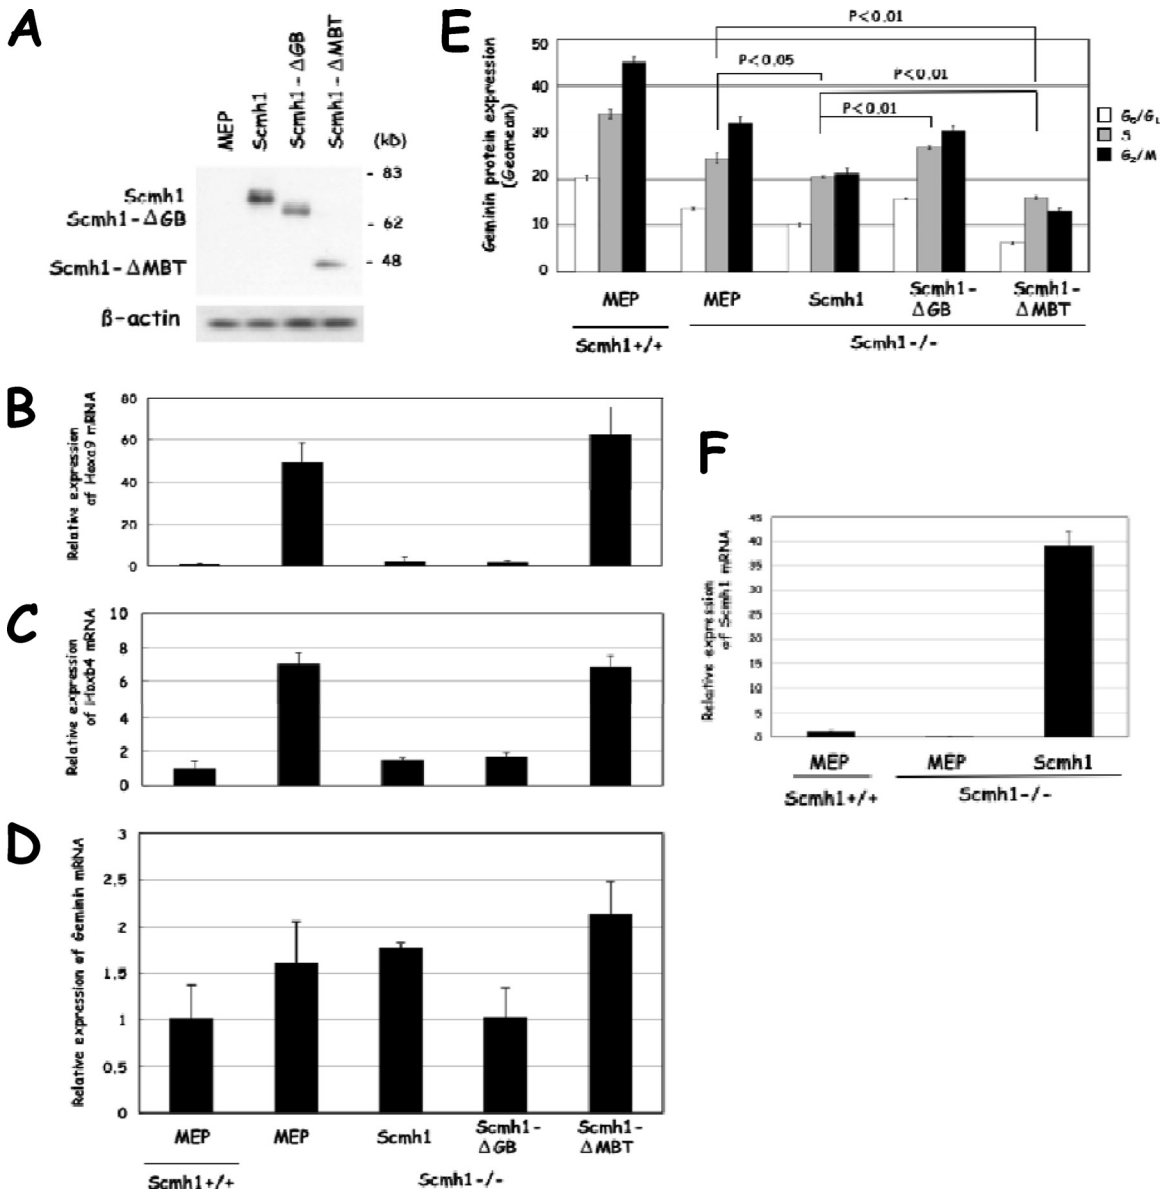 A
MEP
Scmh1
Scmh1-ΔGB
Scmh1-ΔMBT
(kD)
- 83
Scmh1
Scmh1-ΔGB
- 62
Scmh1-ΔMBT
- 48
β-actin
E
Geminin protein expression
(Geomean)
50
40
30
20
10
0
P<0.01
P<0.05
P<0.01
P<0.01
G₀/G₁
S
G₂/M
MEP
MEP
Scmh1
Scmh1-
ΔGB
Scmh1-
ΔMBT
Scmh1+/+
Scmh1-/-
B
Relative expression
of Hoxa9 mRNA
80
60
40
20
0
C
Relative expression
of Hoxb4 mRNA
10
8
6
4
2
0
D
Relative expression of Geminin mRNA
3
2.5
2
1.5
1
0.5
0
MEP
MEP
Scmh1
Scmh1-
ΔGB
Scmh1-
ΔMBT
Scmh1+/+
Scmh1-/-
F
Relative expression
of Scmh1 mRNA
45
40
35
30
25
20
15
10
5
0
MEP
MEP
Scmh1
Scmh1+/+
Scmh1-/-